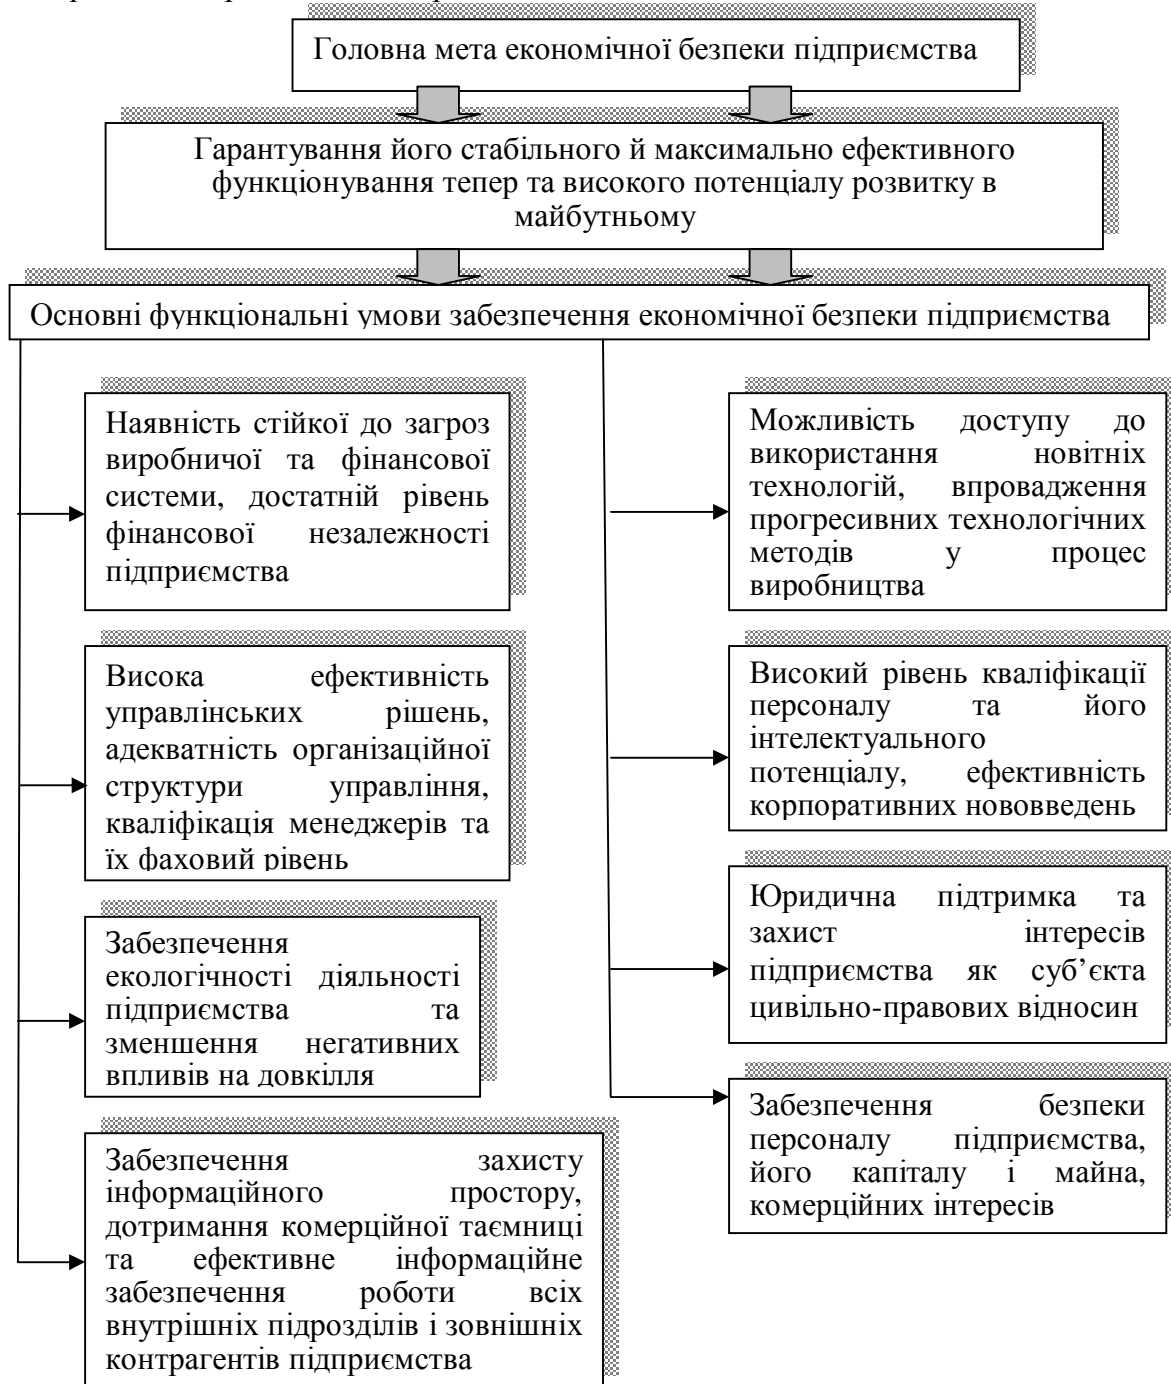 Головна мета економічної безпеки підприємства
Гарантування його стабільного й максимально ефективного
функціонування тепер та високого потенціалу розвитку в
майбутньому
Основні функціональні умови забезпечення економічної безпеки підприємства
Наявність стійкої до загроз
виробничої та фінансової
системи, достатній рівень
фінансової незалежності
підприємства
Висока ефективність
управлінських рішень,
адекватність організаційної
структури управління,
кваліфікація менеджерів та
їх фаховий рівень
Забезпечення
екологічності діяльності
підприємства та
зменшення негативних
впливів на довкілля
Забезпечення захисту
інформаційного простору,
дотримання комерційної таємниці
та ефективне інформаційне
забезпечення роботи всіх
внутрішніх підрозділів і зовнішніх
контрагентів підприємства
Можливість доступу до
використання новітніх
технологій, впровадження
прогресивних технологічних
методів у процес
виробництва
Високий рівень кваліфікації
персоналу та його
інтелектуального
потенціалу, ефективність
корпоративних нововведень
Юридична підтримка та
захист інтересів
підприємства як суб’єкта
цивільно-правових відносин
Забезпечення безпеки
персоналу підприємства,
його капіталу і майна,
комерційних інтересів